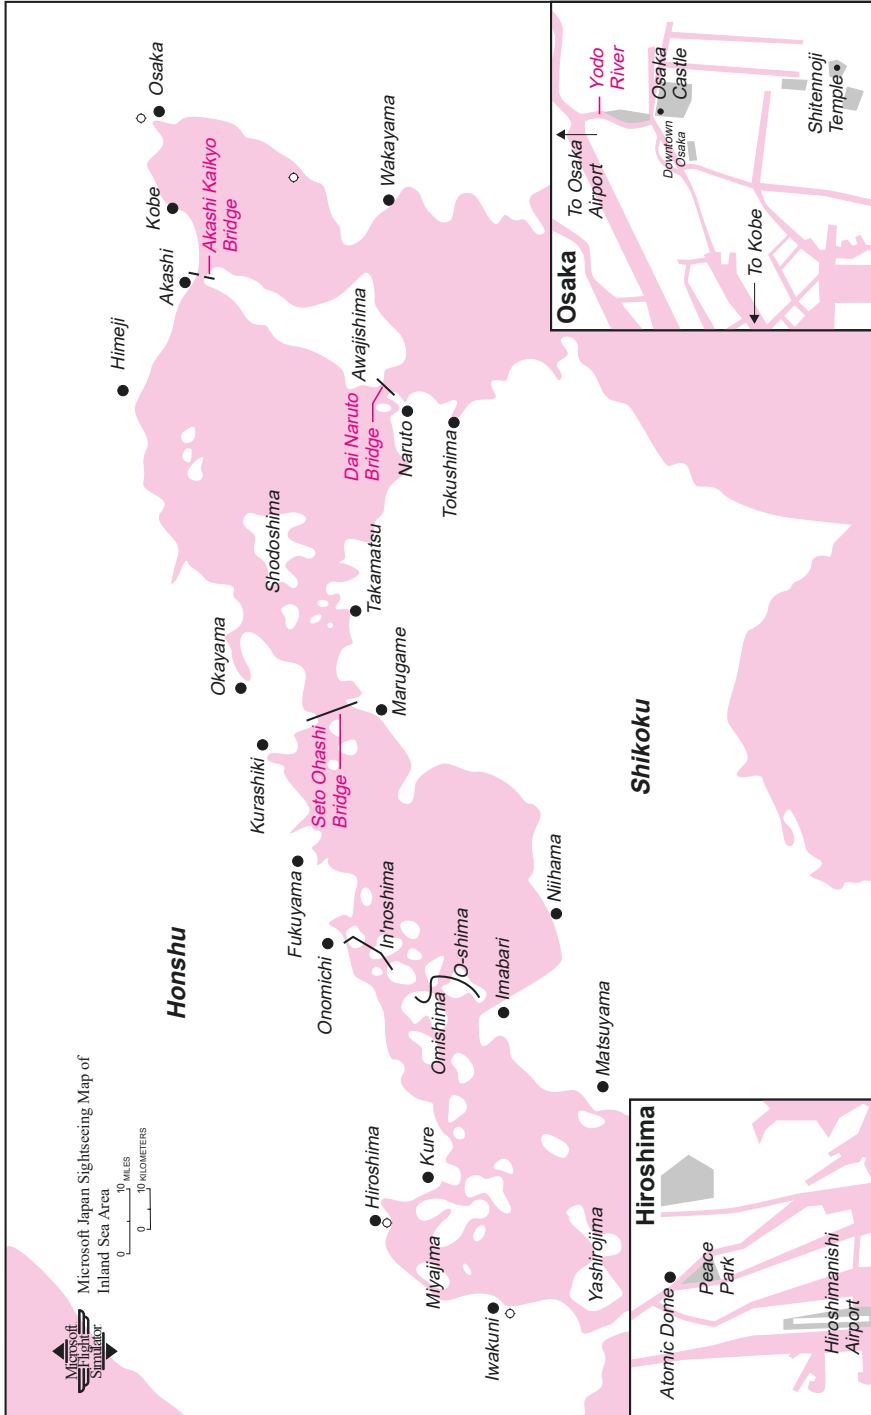 Microsoft
Flight
Simulator
Microsoft Japan Sightseeing Map of
Inland Sea Area
0
10 MILES
0
10 KILOMETERS
Honshu
Shikoku
Osaka
Kobe
Akashi
Akashi Kaikyo
Bridge
Himeji
Wakayama
Awajishima
Dai Naruto
Bridge
Naruto
Tokushima
Shodoshima
Takamatsu
Okayama
Marugame
Kurashiki
Seto Ohashi
Bridge
Fukuyama
Onomichi
In'noshima
Niihama
O-shima
Omishima
Imabari
Matsuyama
Hiroshima
Kure
Miyajima
Iwakuni
Yashirojima
Hiroshima
Atomic Dome
Peace
Park
Hiroshimanishi
Airport
Osaka
To Osaka
Airport
Yodo
River
Osaka
Castle
Downtown
Osaka
Shitennoji
Temple
To Kobe